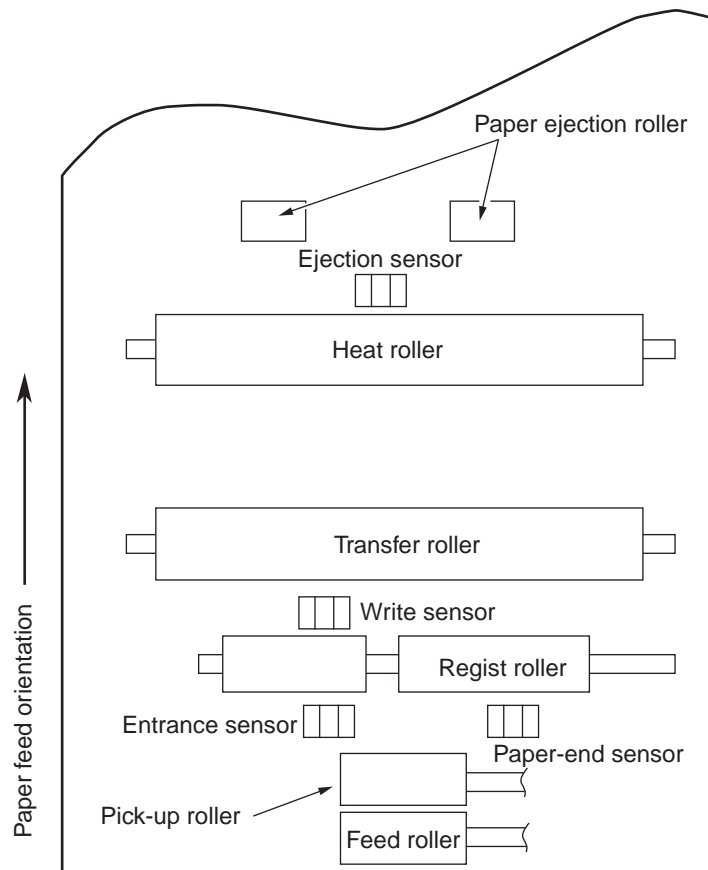 Paper ejection roller
Ejection sensor
Heat roller
Transfer roller
Write sensor
Regist roller
Entrance sensor
Paper-end sensor
Pick-up roller
Feed roller
Paper feed orientation